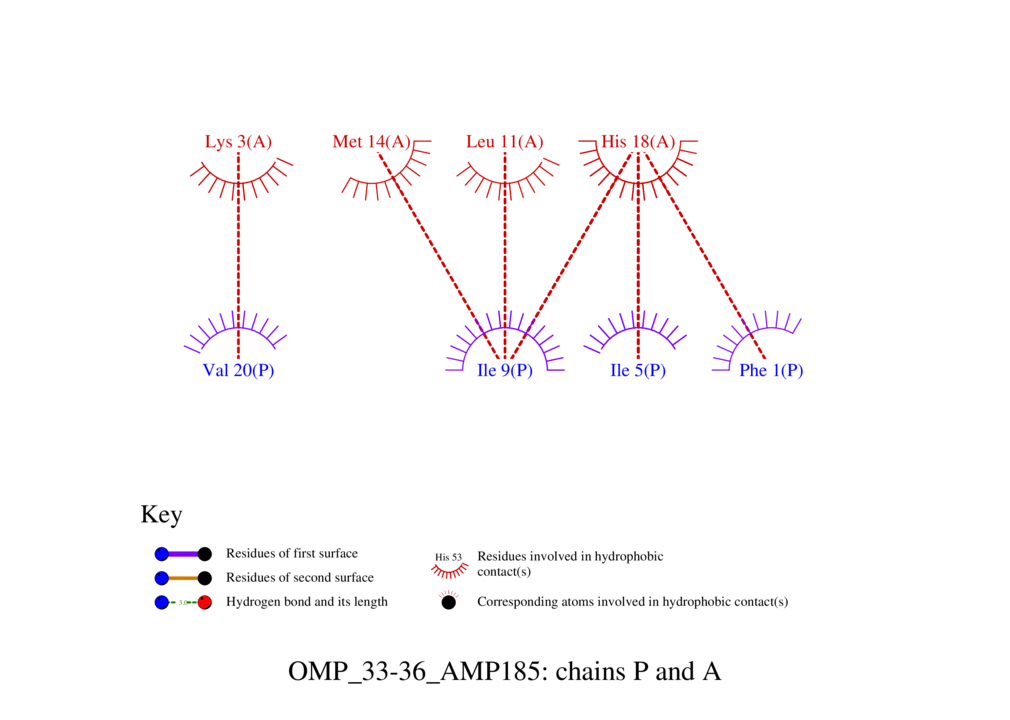 Lys 3(A) Met 14(A) Leu 11(A) His 18(A)
Val 20(P) Ile 9(P) Ile 5(P) Phe 1(P)
Key
Residues of first surface
Residues of second surface
3.0 Hydrogen bond and its length
His 53 Residues involved in hydrophobic
contact(s)
Corresponding atoms involved in hydrophobic contact(s)
OMP_33-36_AMP185: chains P and A